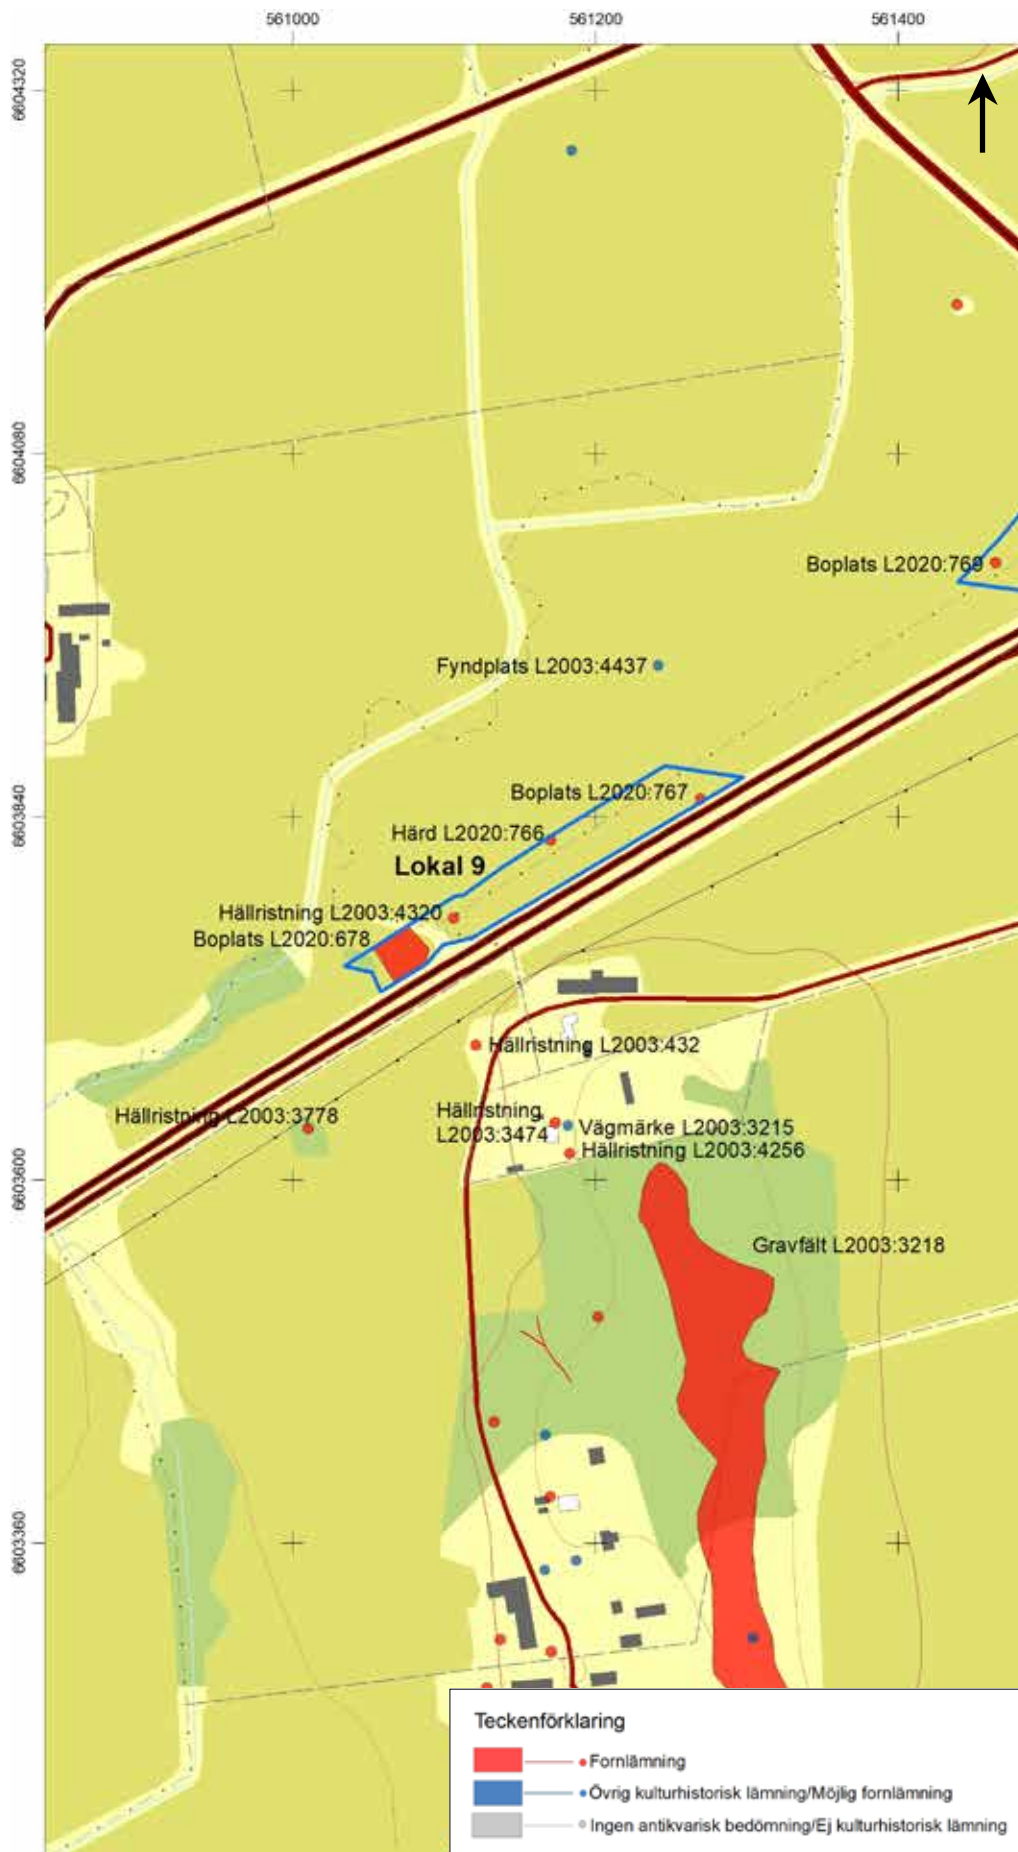 561000
561200
561400
6604320
6604080
Boplats L2020:769
Fyndplats L2003:4437
Boplats L2020:767
6603840
Härd L2020:766
Lokal 9
Hällristning L2003:4320
Boplats L2020:678
Hällristning L2003:432
Hällristning L2003:3778
Hällristning
L2003:3474
Vägmärke L2003:3215
Hällristning L2003:4256
6603600
Gravfält L2003:3218
6603360
Teckenförklaring
Fornlämning
Övrig kulturhistorisk lämning/Möjlig fornlämning
Ingen antikvarisk bedömning/Ej kulturhistorisk lämning